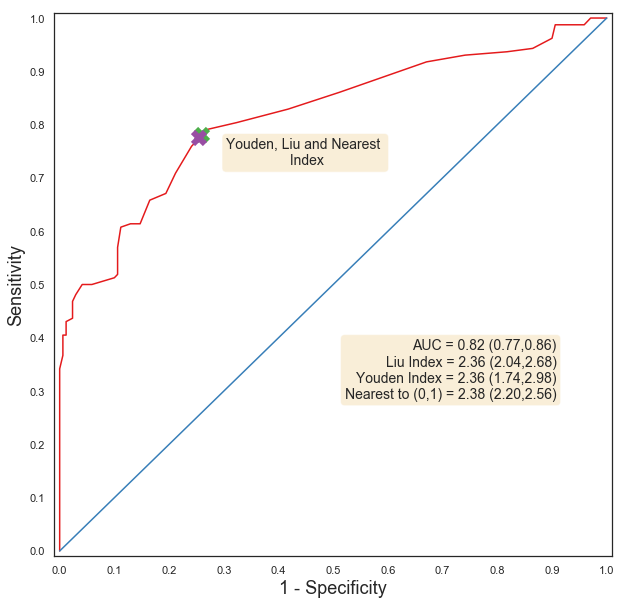 1.0
0.9
0.8
0.7
0.6
0.5
0.4
0.3
0.2
0.1
0.0
Sensitivity
Youden, Liu and Nearest
Index
AUC = 0.82 (0.77,0.86)
Liu Index = 2.36 (2.04,2.68)
Youden Index = 2.36 (1.74,2.98)
Nearest to (0,1) = 2.38 (2.20,2.56)
0.0 0.1 0.2 0.3 0.4 0.5 0.6 0.7 0.8 0.9 1.0
1 - Specificity